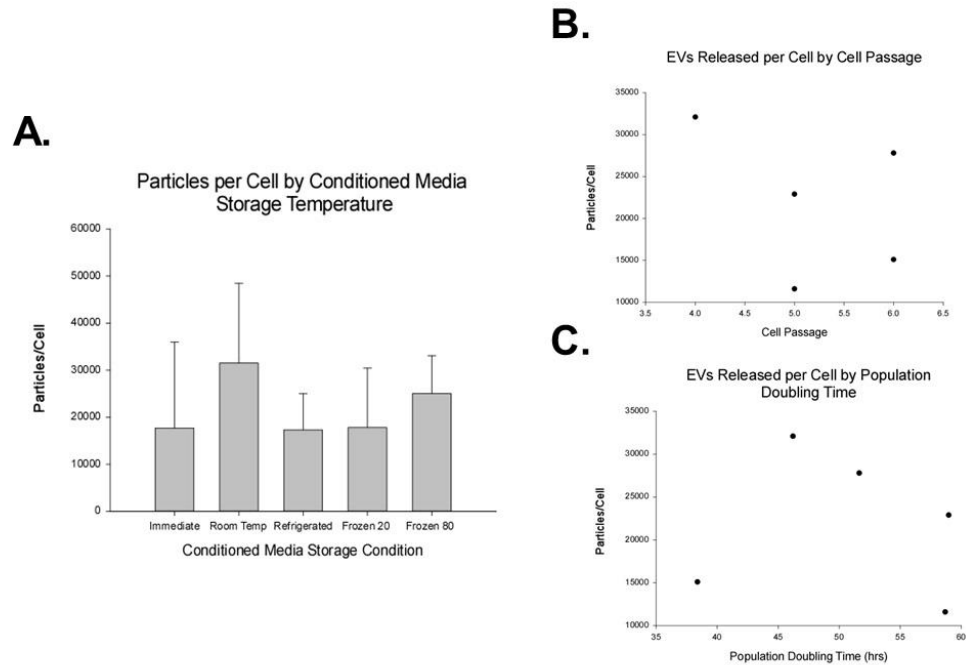 A.
Particles per Cell by Conditioned Media
Storage Temperature
60000
50000
40000
30000
20000
10000
0
Particles/Cell
Immediate Room Temp Refrigerated Frozen 20 Frozen 80
Conditioned Media Storage Condition
B.
EVs Released per Cell by Cell Passage
35000
30000
25000
20000
15000
10000
Particles/Cell
3.5 4.0 4.5 5.0 5.5 6.0 6.5
Cell Passage
C.
EVs Released per Cell by Population
Doubling Time
35000
30000
25000
20000
15000
10000
Particles/Cell
35 40 45 50 55 60
Population Doubling Time (hrs)